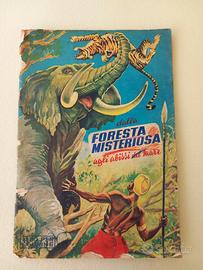 dalla
FORESTA
MISTERIOSA
agli abissi del mare